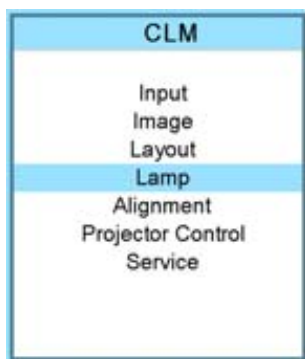 CLM
Input
Image
Layout
Lamp
Alignment
Projector Control
Service